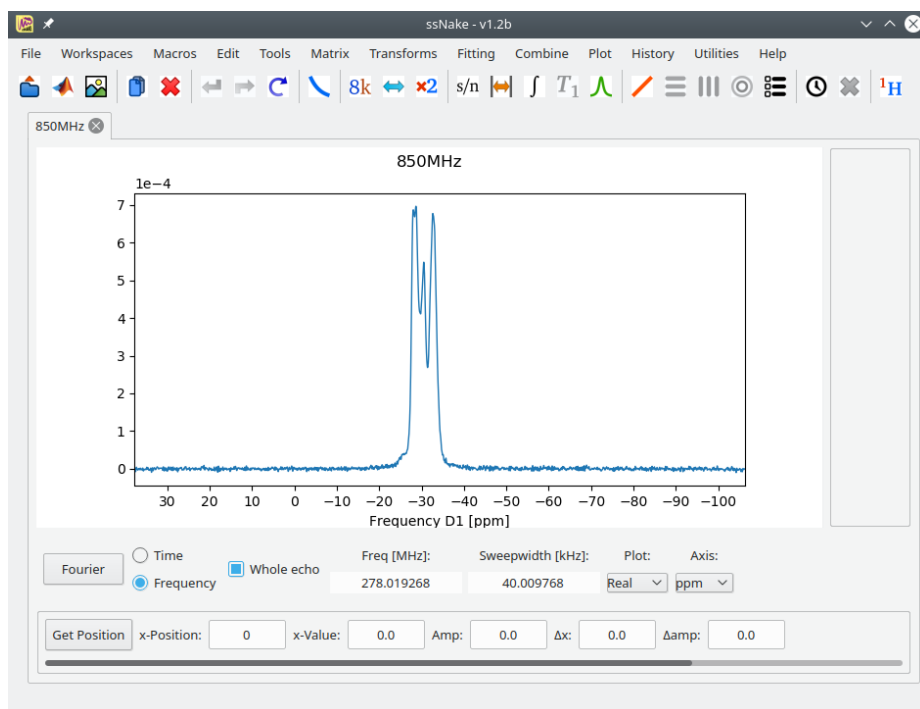 ssNake - v1.2b
File Workspaces Macros Edit Tools Matrix Transforms Fitting Combine Plot History Utilities Help
8k ×2 s/n ∫ T1 1H
850MHz
850MHz
1e−4
7
6
5
4
3
2
1
0
30 20 10 0 −10 −20 −30 −40 −50 −60 −70 −80 −90 −100
Frequency D1 [ppm]
Fourier
Time
Frequency
Whole echo
Freq [MHz]: Sweepwidth [kHz]: Plot: Axis:
278.019268 40.009768 Real ppm
Get Position x-Position: 0 x-Value: 0.0 Amp: 0.0 Δx: 0.0 Δamp: 0.0